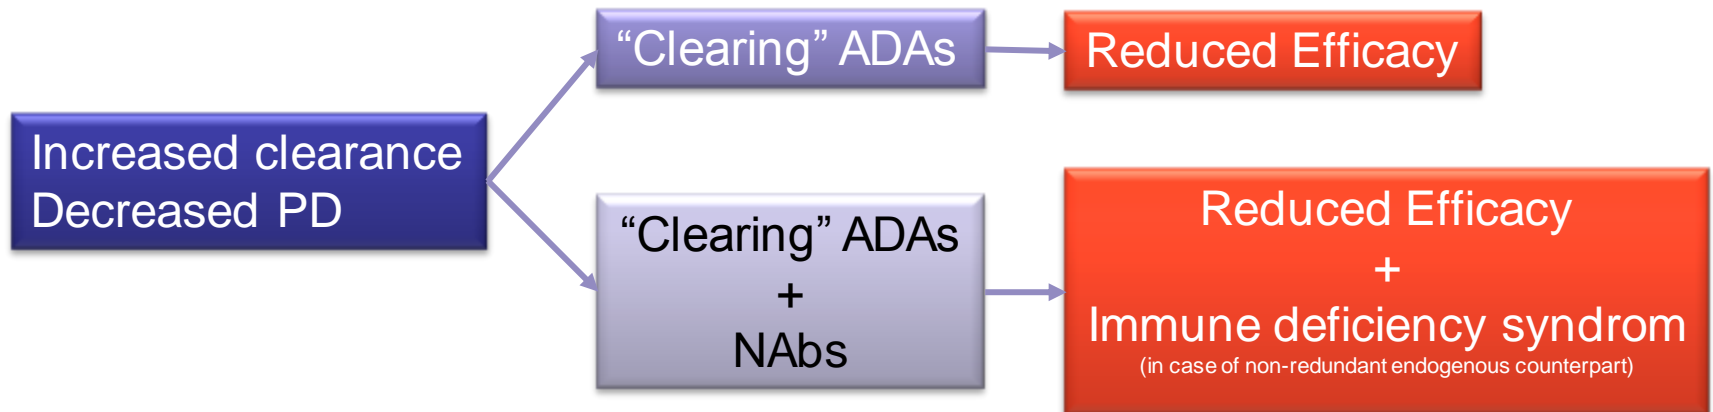 Increased clearance
Decreased PD
“Clearing” ADAs
Reduced Efficacy
“Clearing” ADAs
+
NAbs
Reduced Efficacy
+
Immune deficiency syndrom
(in case of non-redundant endogenous counterpart)